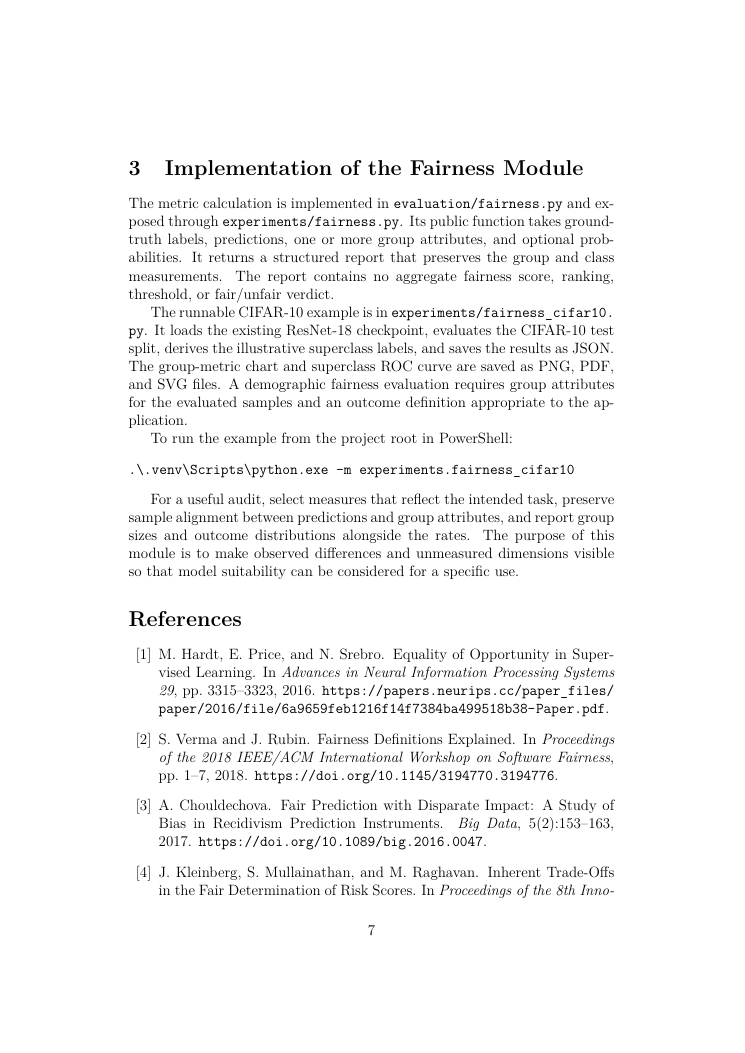 3 Implementation of the Fairness Module
The metric calculation is implemented in evaluation/fairness.py and ex-
posed through experiments/fairness.py. Its public function takes ground-
truth labels, predictions, one or more group attributes, and optional prob-
abilities. It returns a structured report that preserves the group and class
measurements. The report contains no aggregate fairness score, ranking,
threshold, or fair/unfair verdict.
The runnable CIFAR-10 example is in experiments/fairness_cifar10.
py. It loads the existing ResNet-18 checkpoint, evaluates the CIFAR-10 test
split, derives the illustrative superclass labels, and saves the results as JSON.
The group-metric chart and superclass ROC curve are saved as PNG, PDF,
and SVG files. A demographic fairness evaluation requires group attributes
for the evaluated samples and an outcome definition appropriate to the ap-
plication.
To run the example from the project root in PowerShell:
.\.venv\Scripts\python.exe -m experiments.fairness_cifar10
For a useful audit, select measures that reflect the intended task, preserve
sample alignment between predictions and group attributes, and report group
sizes and outcome distributions alongside the rates. The purpose of this
module is to make observed differences and unmeasured dimensions visible
so that model suitability can be considered for a specific use.
References
[1] M. Hardt, E. Price, and N. Srebro. Equality of Opportunity in Super-
vised Learning. In Advances in Neural Information Processing Systems
29, pp. 3315–3323, 2016. https://papers.neurips.cc/paper_files/
paper/2016/file/6a9659feb1216f14f7384ba499518b38-Paper.pdf.
[2] S. Verma and J. Rubin. Fairness Definitions Explained. In Proceedings
of the 2018 IEEE/ACM International Workshop on Software Fairness,
pp. 1–7, 2018. https://doi.org/10.1145/3194770.3194776.
[3] A. Chouldechova. Fair Prediction with Disparate Impact: A Study of
Bias in Recidivism Prediction Instruments. Big Data, 5(2):153–163,
2017. https://doi.org/10.1089/big.2016.0047.
[4] J. Kleinberg, S. Mullainathan, and M. Raghavan. Inherent Trade-Offs
in the Fair Determination of Risk Scores. In Proceedings of the 8th Inno-
7